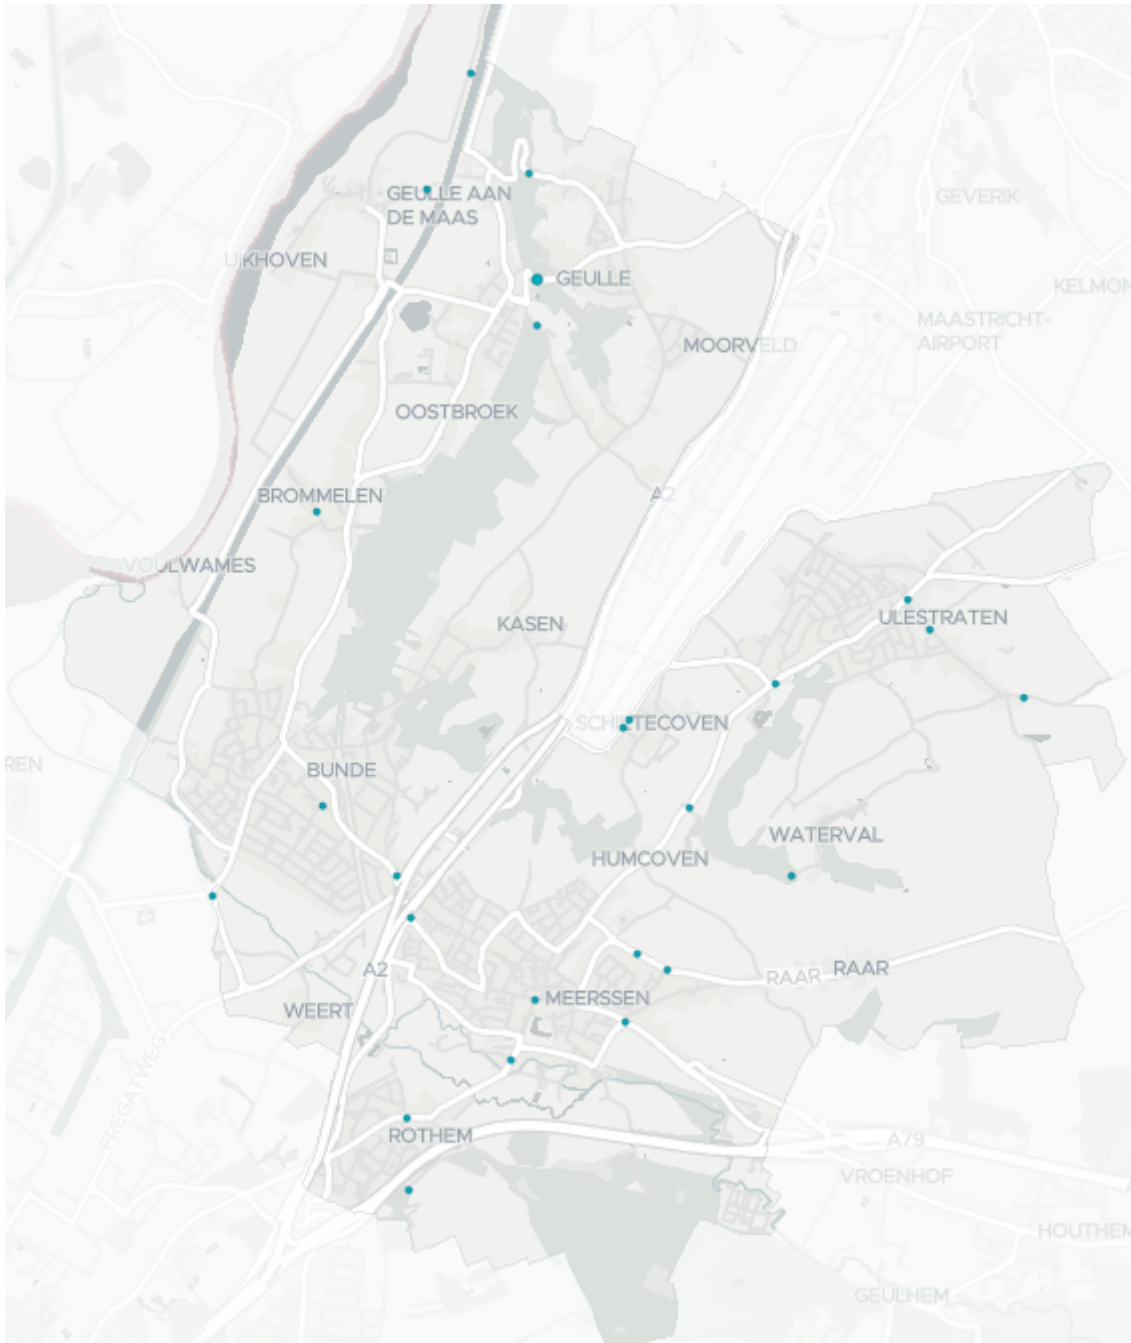 GEVERIK
GEULLE AAN
DE MAAS
UIKHOVEN
GEULLE
KELMON
MAASTRICHT-
AIRPORT
MOORVELD
OOSTBROEK
BROMMELEN
A2
VOULWAMES
KASEN
ULESTRATEN
SCHIETECOVEN
REN
BUNDE
WATERVAL
HUMCOVEN
A2
RAAR
RAAR
WEERT
MEERSSEN
FREGATWEG
ROTHEM
A79
VROENHOF
HOUTHEM
GEULHEM